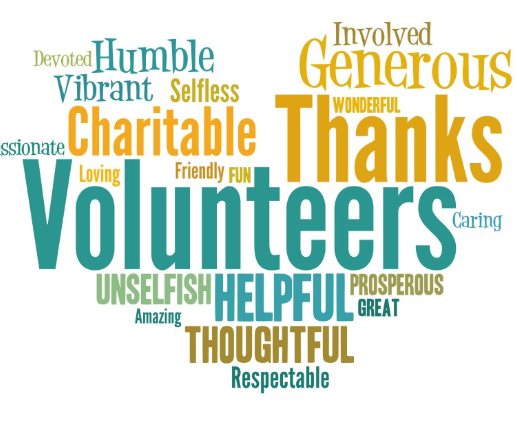 Involved
Devoted Humble Generous
Vibrant Selfless
WONDERFUL
Charitable Thanks
ssionate
Loving Friendly FUN
Volunteers
Caring
UNSELFISH HELPFUL PROSPEROUS
Amazing GREAT
THOUGHTFUL
Respectable